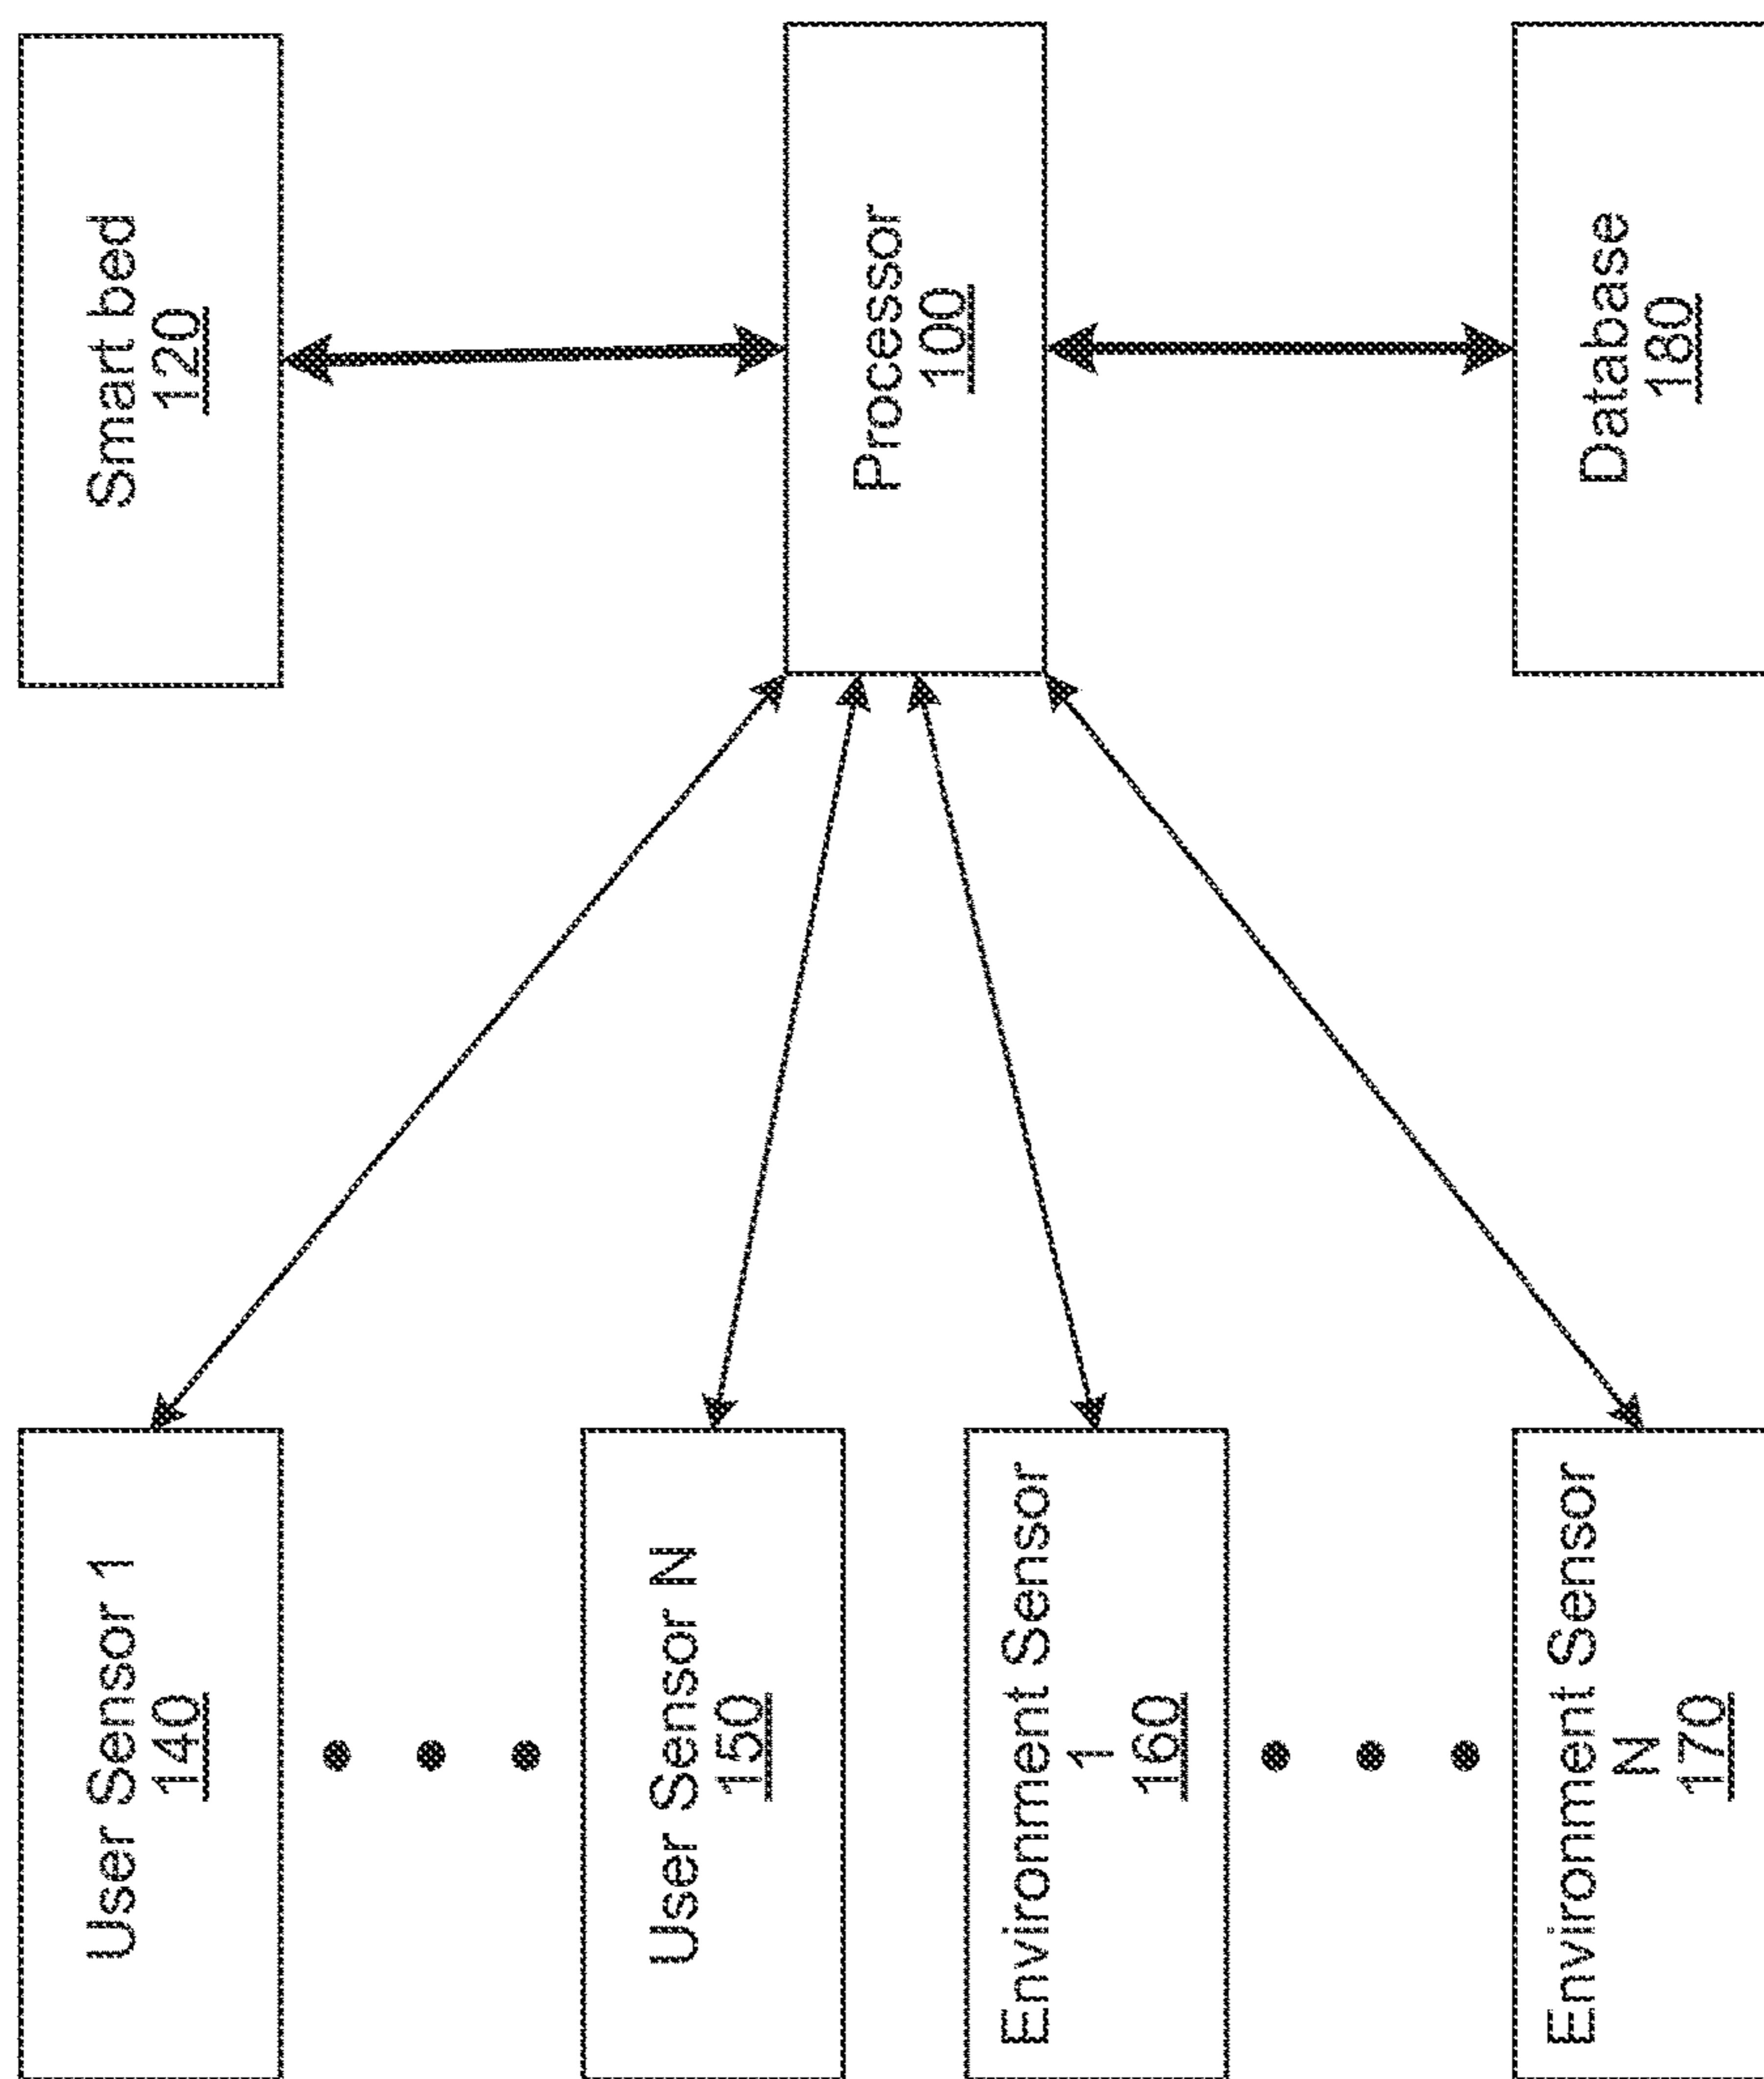 User Sensor 1
140
User Sensor N
150
Environment Sensor
1
160
Environment Sensor
N
170
Smart bed
120
Processor
100
Database
180